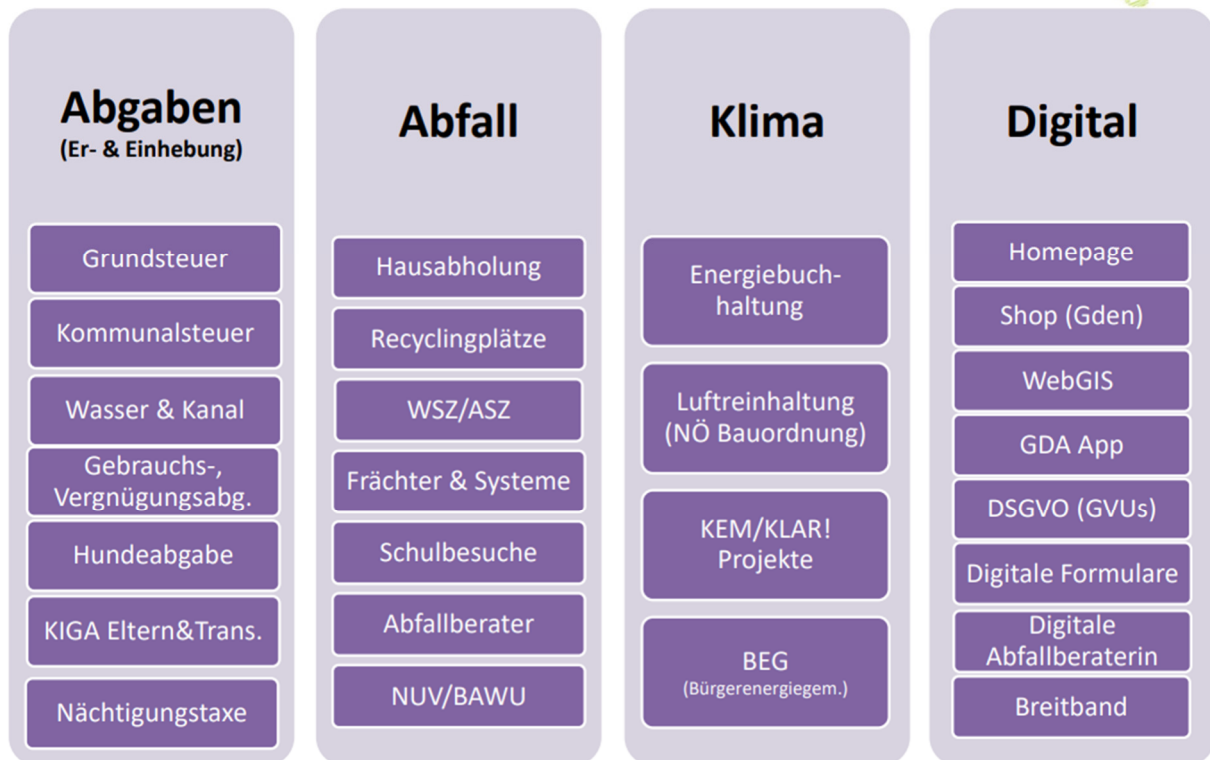 Abgaben
(Er- & Einhebung)
Grundsteuer
Kommunalsteuer
Wasser & Kanal
Gebrauchs-,
Vergnügungsabg.
Hundeabgabe
KIGA Eltern&Trans.
Nächtigungstaxe
Abfall
Hausabholung
Recyclingplätze
WSZ/ASZ
Frächter & Systeme
Schulbesuche
Abfallberater
NUV/BAWU
Klima
Energiebuch-
haltung
Luftreinhaltung
(NÖ Bauordnung)
KEM/KLAR!
Projekte
BEG
(Bürgerenergiegem.)
Digital
Homepage
Shop (Gden)
WebGIS
GDA App
DSGVO (GVUs)
Digitale Formulare
Digitale
Abfallberaterin
Breitband